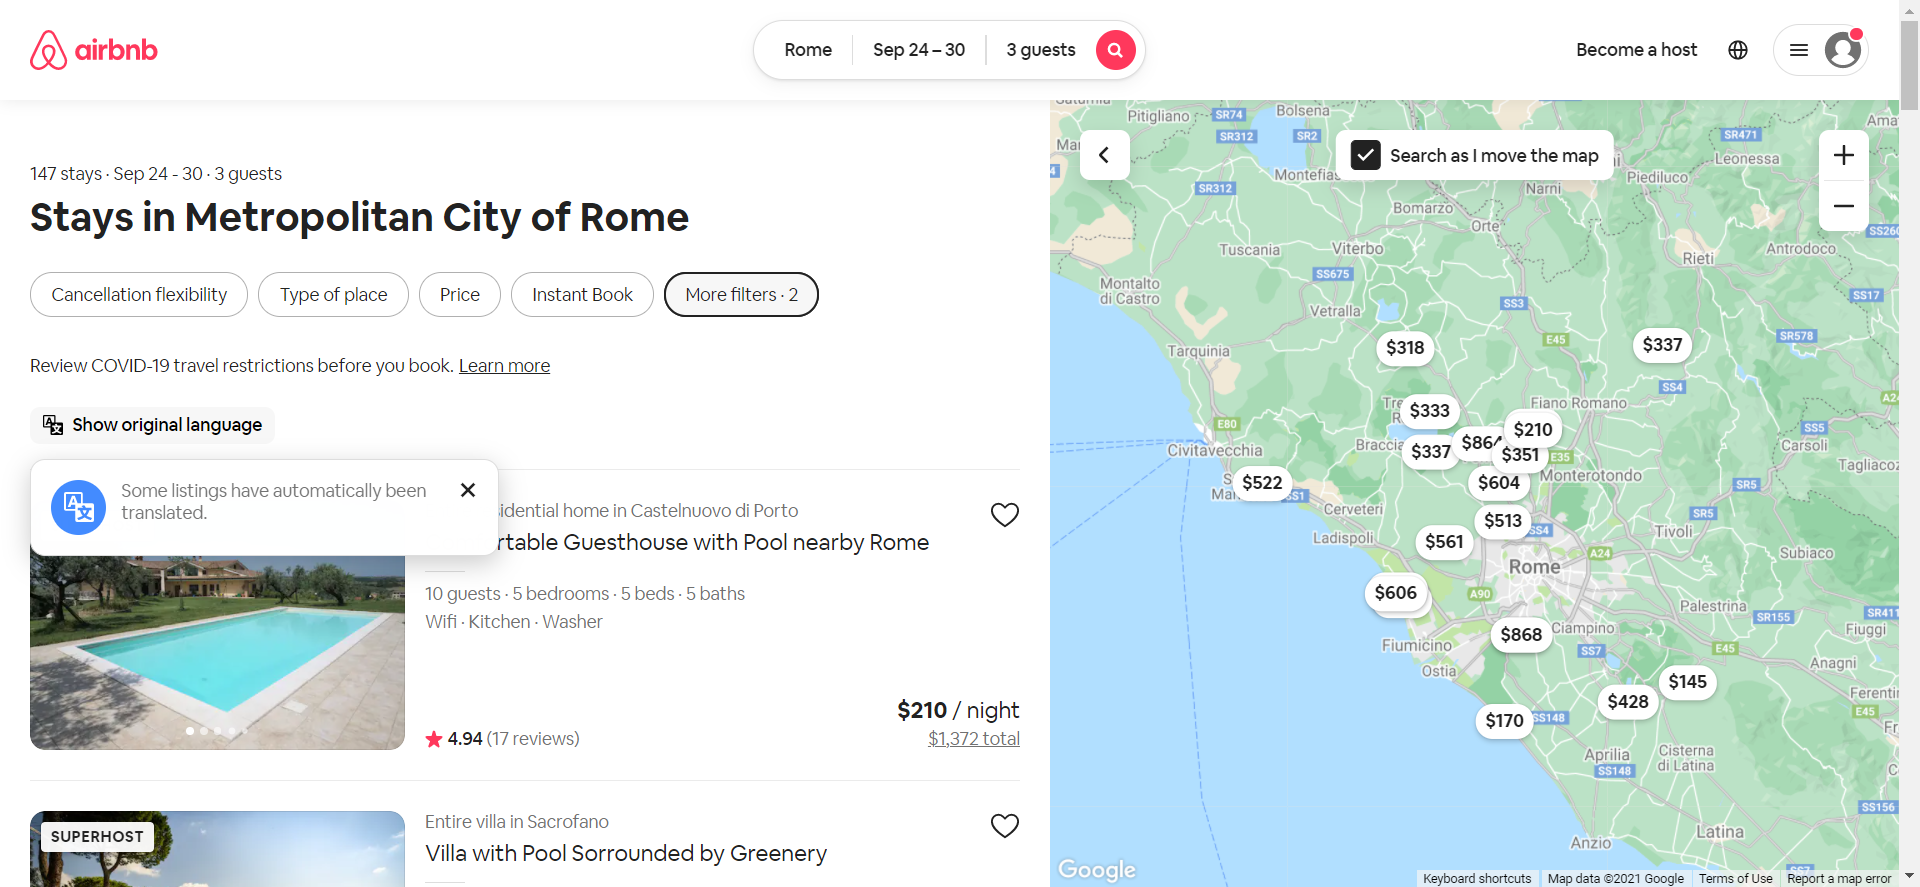 airbnb
Rome
Sep 24 – 30
3 guests
Become a host
147 stays · Sep 24 - 30 · 3 guests
Stays in Metropolitan City of Rome
Cancellation flexibility
Type of place
Price
Instant Book
More filters · 2
Review COVID-19 travel restrictions before you book. Learn more
Show original language
Some listings have automatically been
translated.
Castelnuovo di Porto
home in
Guesthouse with Pool nearby Rome
10 guests · 5 bedrooms · 5 beds · 5 baths
Wifi · Kitchen · Washer
$210 / night
4.94 (17 reviews)
$1,372 total
SUPERHOST
Entire villa in Sacrofano
Villa with Pool Sorrounded by Greenery
Search as I move the map
Pitigliano
SR74
Bolsena
SR312
SR2
SR471
Leonessa
Piediluco
SR312
Narni
Bomarzo
Orte
Tuscania
Viterbo
Antrodoco
Rieti
SS675
Montalto
di Castro
SS3
SS17
Vetralla
E45
SR578
$318
$337
Tarquinia
SS4
Fiano Romano
$333
$210
E80
SS5
Carsoli
Civitavecchia
$337
$351
E35
Tagliacoz
Monterotondo
$522
SS1
$604
SR5
Cerveteri
$513
SS4
SR5
Tivoli
Ladispoli
$561
A24
Subiaco
Rome
$606
A90
Palestrina
SR155
SR411
Fiuggi
$868
Ciampino
Fiumicino
SS7
E45
Anagni
Ostia
$145
$428
E45
$170
SS148
Aprilia
Cisterna
di Latina
SS148
SS156
Latina
Anzio
Google
Keyboard shortcuts
Map data ©2021 Google
Terms of Use
Report a map error